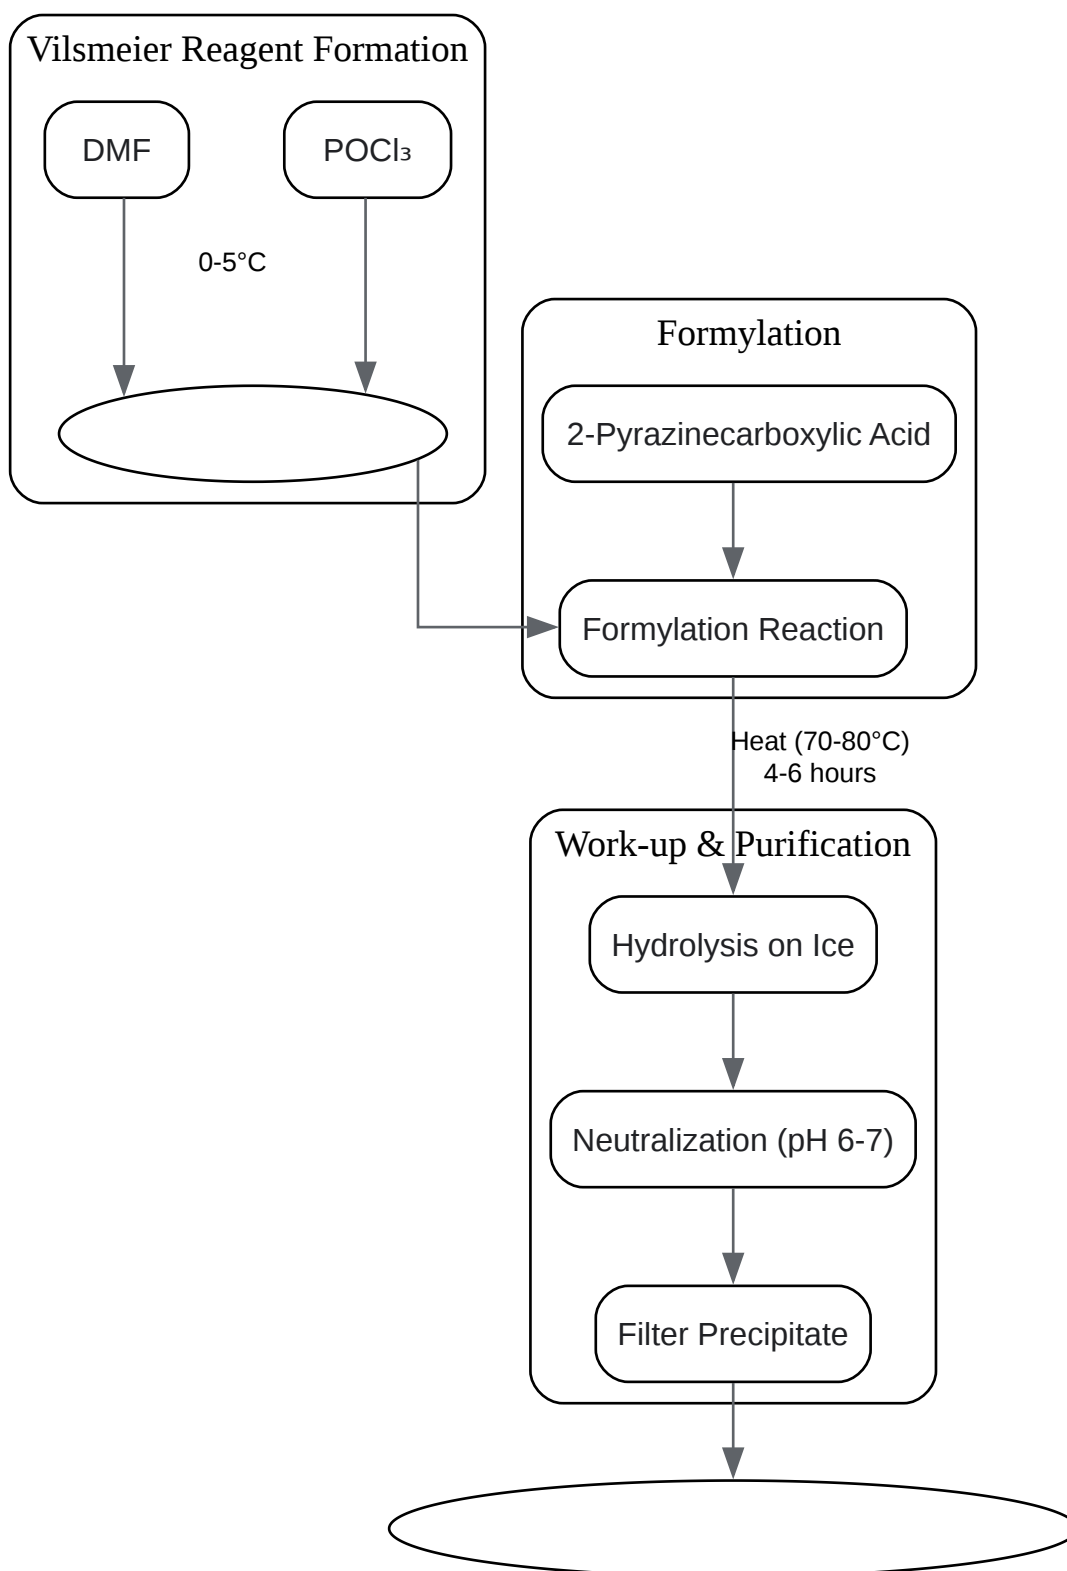 Vilsmeier Reagent Formation
DMF
POCl₃
0-5°C
Formylation
2-Pyrazinecarboxylic Acid
Formylation Reaction
Heat (70-80°C)
4-6 hours
Work-up & Purification
Hydrolysis on Ice
Neutralization (pH 6-7)
Filter Precipitate